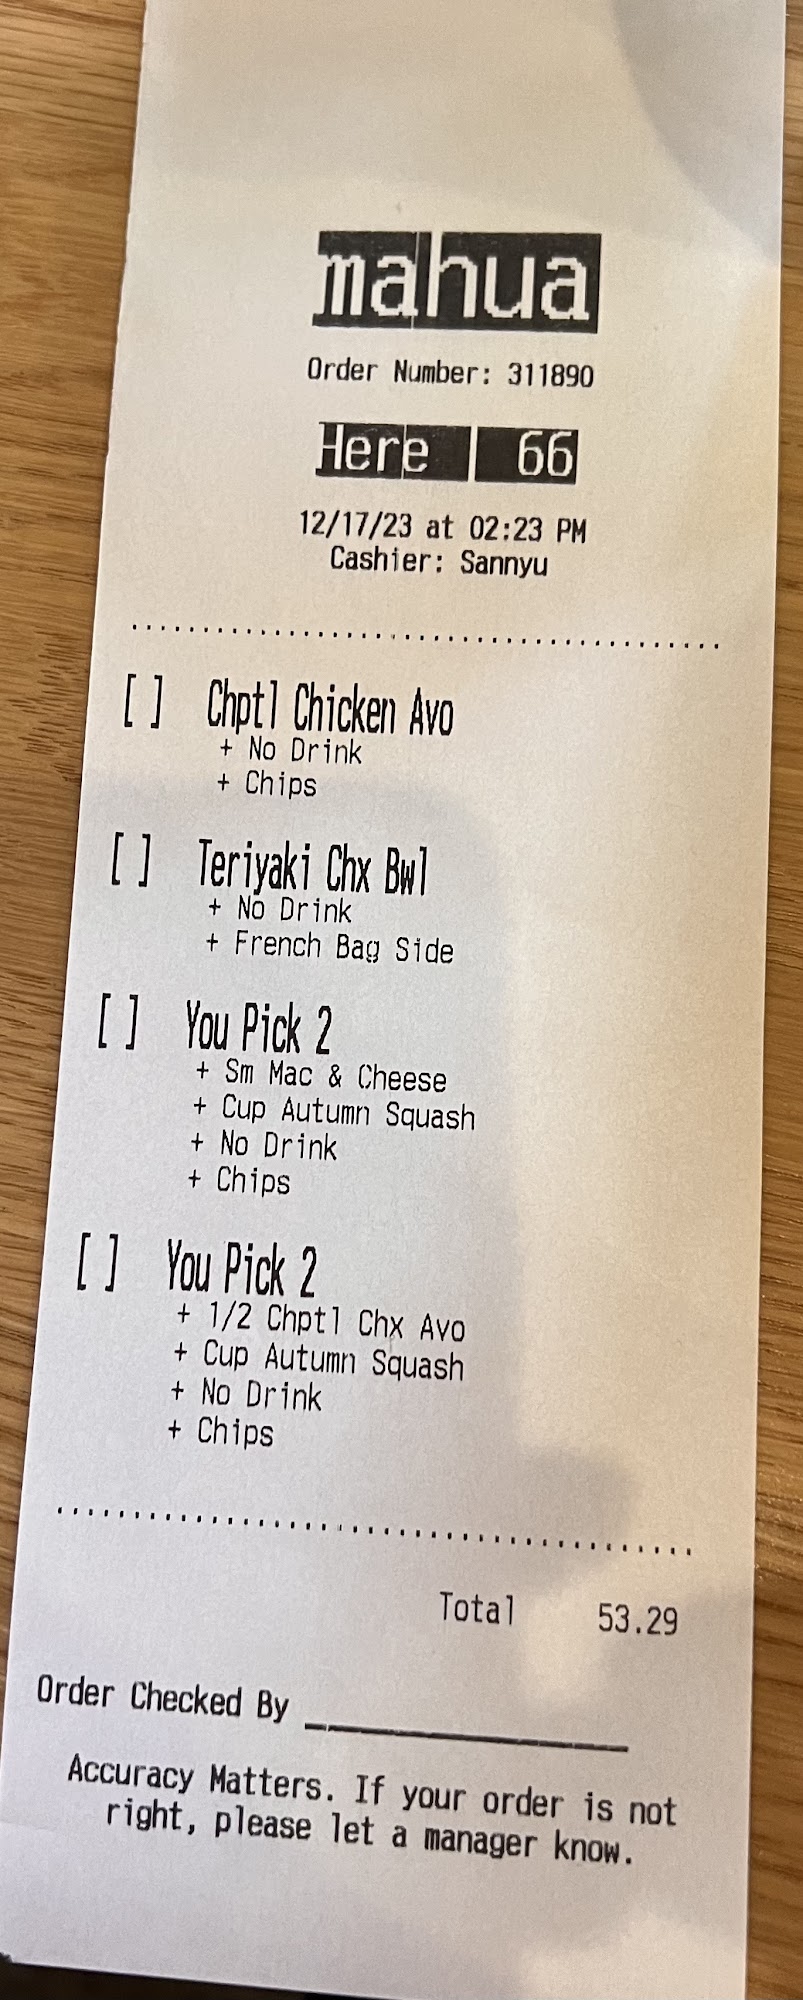 mahua
Order Number: 311890
Here | 66
12/17/23 at 02:23 PM
Cashier: Sannyu
[ ] Chptl Chicken Avo
+ No Drink
+ Chips
[ ] Teriyaki Chx Bwl
+ No Drink
+ French Bag Side
[ ] You Pick 2
+ Sm Mac & Cheese
+ Cup Autumn Squash
+ No Drink
+ Chips
[ ] You Pick 2
+ 1/2 Chptl Chx Avo
+ Cup Autumn Squash
+ No Drink
+ Chips
Total 53.29
Order Checked By
Accuracy Matters. If your order is not
right, please let a manager know.